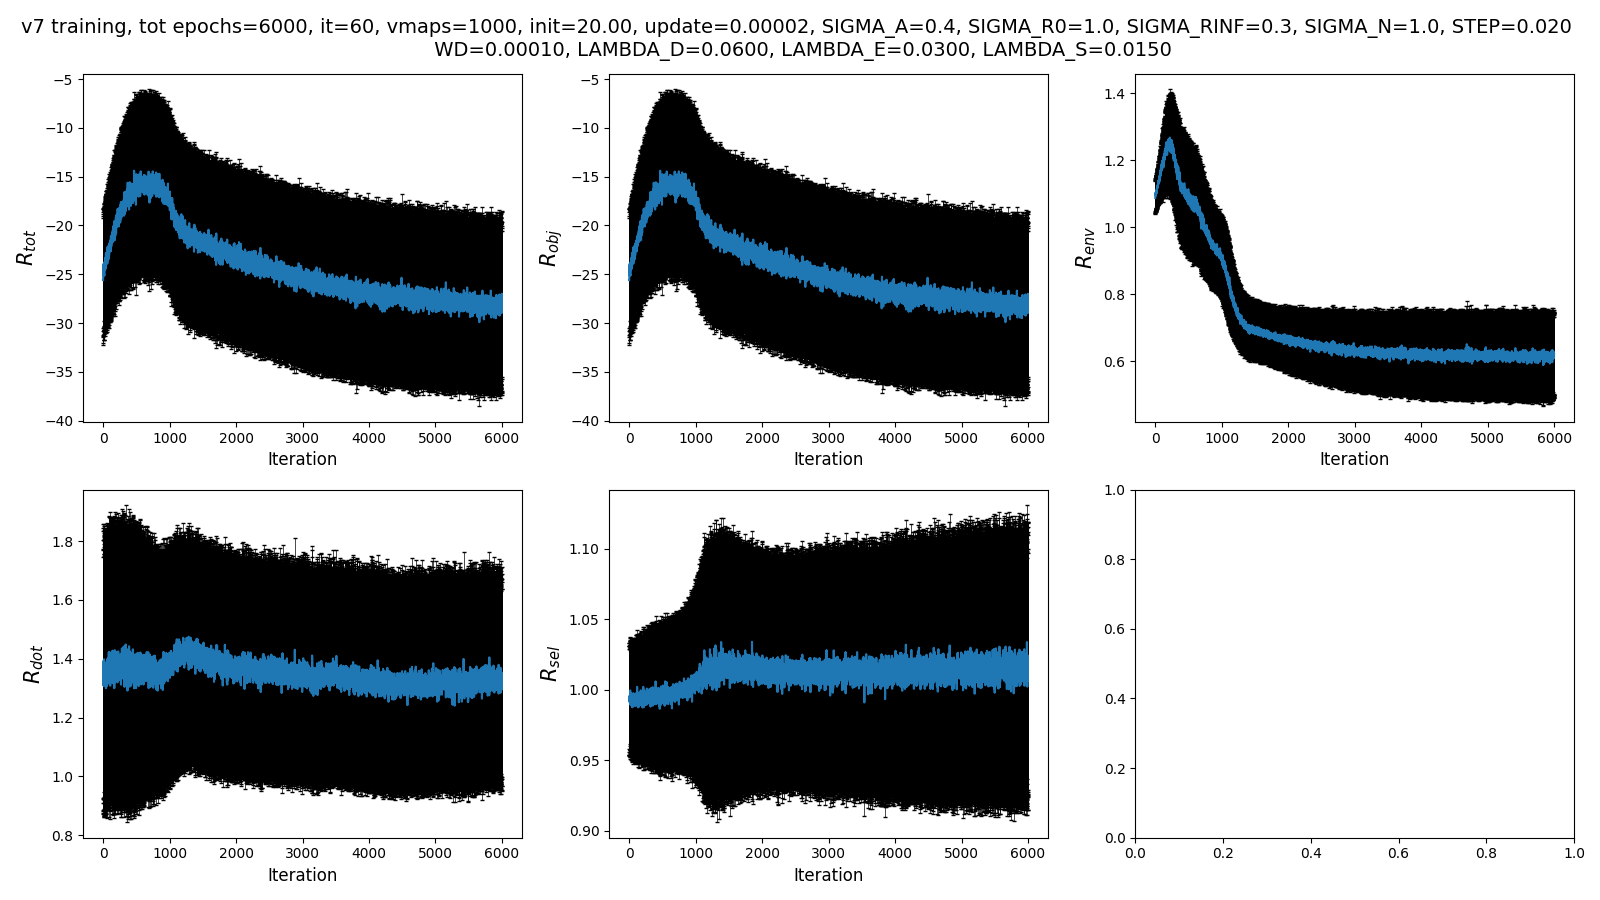 v7 training, tot epochs=6000, it=60, vmaps=1000, init=20.00, update=0.00002, SIGMA_A=0.4, SIGMA_R0=1.0, SIGMA_RINF=0.3, SIGMA_N=1.0, STEP=0.020
WD=0.00010, LAMBDA_D=0.0600, LAMBDA_E=0.0300, LAMBDA_S=0.0150
−5
−10
−15
−20
−25
−30
−35
−40
R_tot
0 1000 2000 3000 4000 5000 6000
Iteration
−5
−10
−15
−20
−25
−30
−35
−40
R_obj
0 1000 2000 3000 4000 5000 6000
Iteration
1.4
1.2
1.0
0.8
0.6
R_env
0 1000 2000 3000 4000 5000 6000
Iteration
1.8
1.6
1.4
1.2
1.0
0.8
R_dot
0 1000 2000 3000 4000 5000 6000
Iteration
1.10
1.05
1.00
0.95
0.90
R_sel
0 1000 2000 3000 4000 5000 6000
Iteration
1.0
0.8
0.6
0.4
0.2
0.0
0.0 0.2 0.4 0.6 0.8 1.0